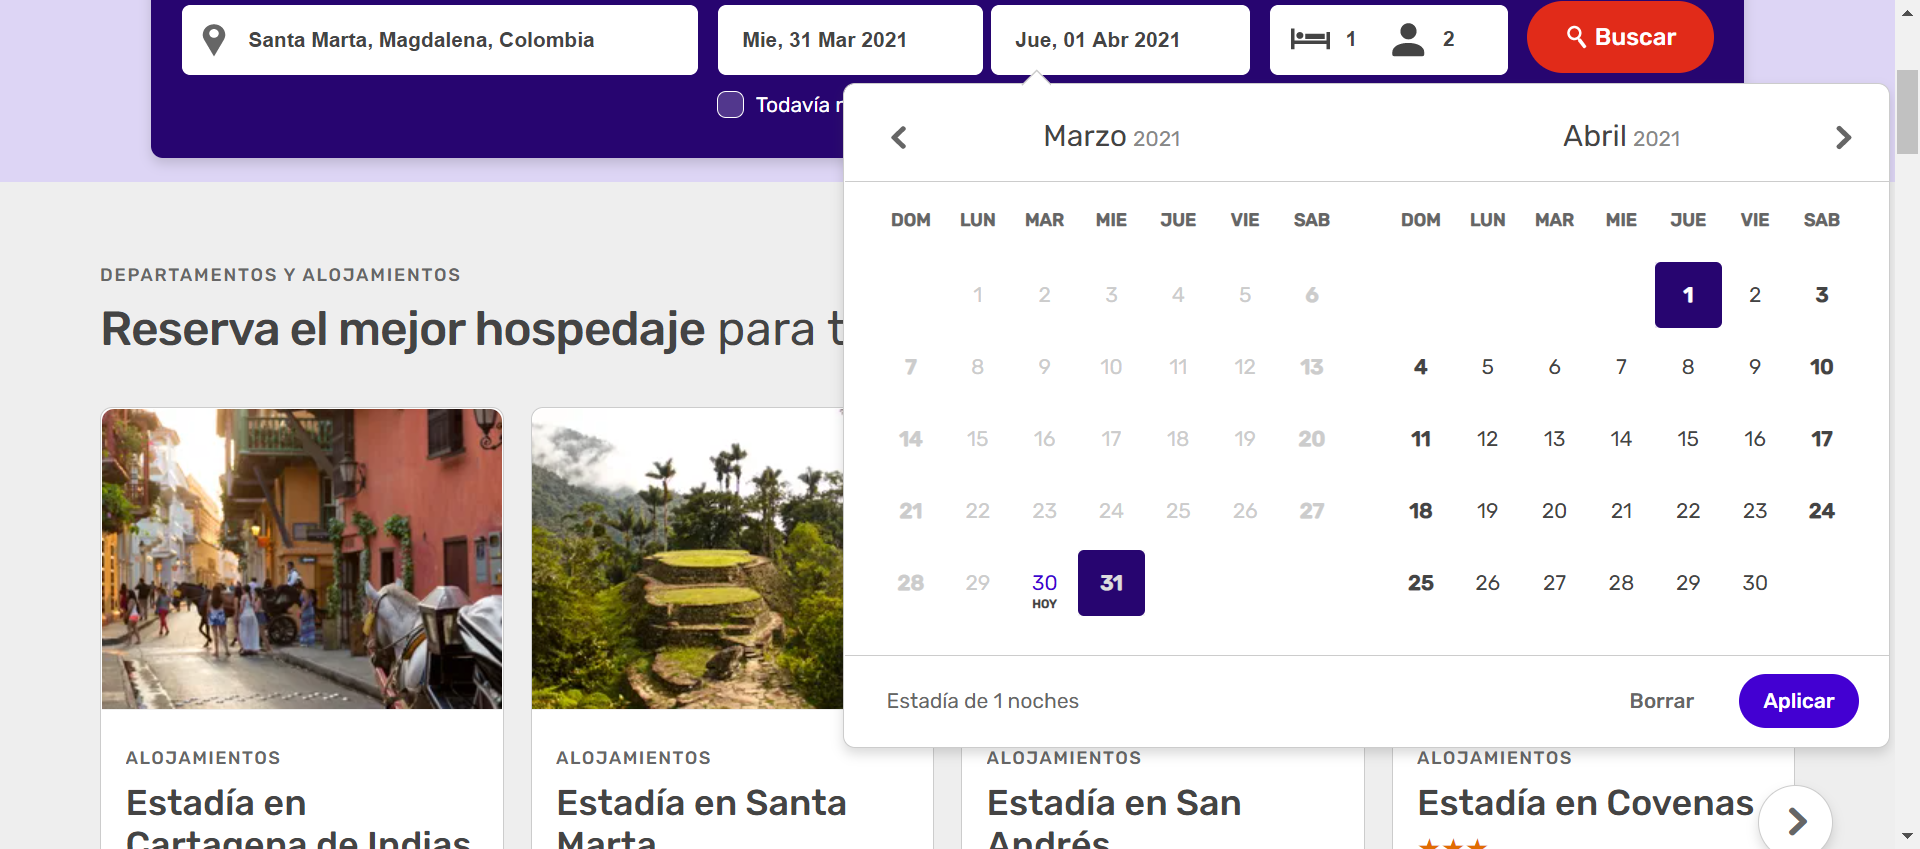 Santa Marta, Magdalena, Colombia
Mie, 31 Mar 2021
Jue, 01 Abr 2021
1
2
Buscar
Todavía
Marzo 2021
Abril 2021
DOM LUN MAR MIE JUE VIE SAB
1 2 3 4 5 6
7 8 9 10 11 12 13
14 15 16 17 18 19 20
21 22 23 24 25 26 27
28 29 30 31
HOY
DOM LUN MAR MIE JUE VIE SAB
1 2 3
4 5 6 7 8 9 10
11 12 13 14 15 16 17
18 19 20 21 22 23 24
25 26 27 28 29 30
Estadía de 1 noches
Borrar
Aplicar
DEPARTAMENTOS Y ALOJAMIENTOS
Reserva el mejor hospedaje para
ALOJAMIENTOS
Estadía en
Cartagena de Indias
ALOJAMIENTOS
Estadía en Santa
Marta
ALOJAMIENTOS
Estadía en San
Andrés
ALOJAMIENTOS
Estadía en Covenas